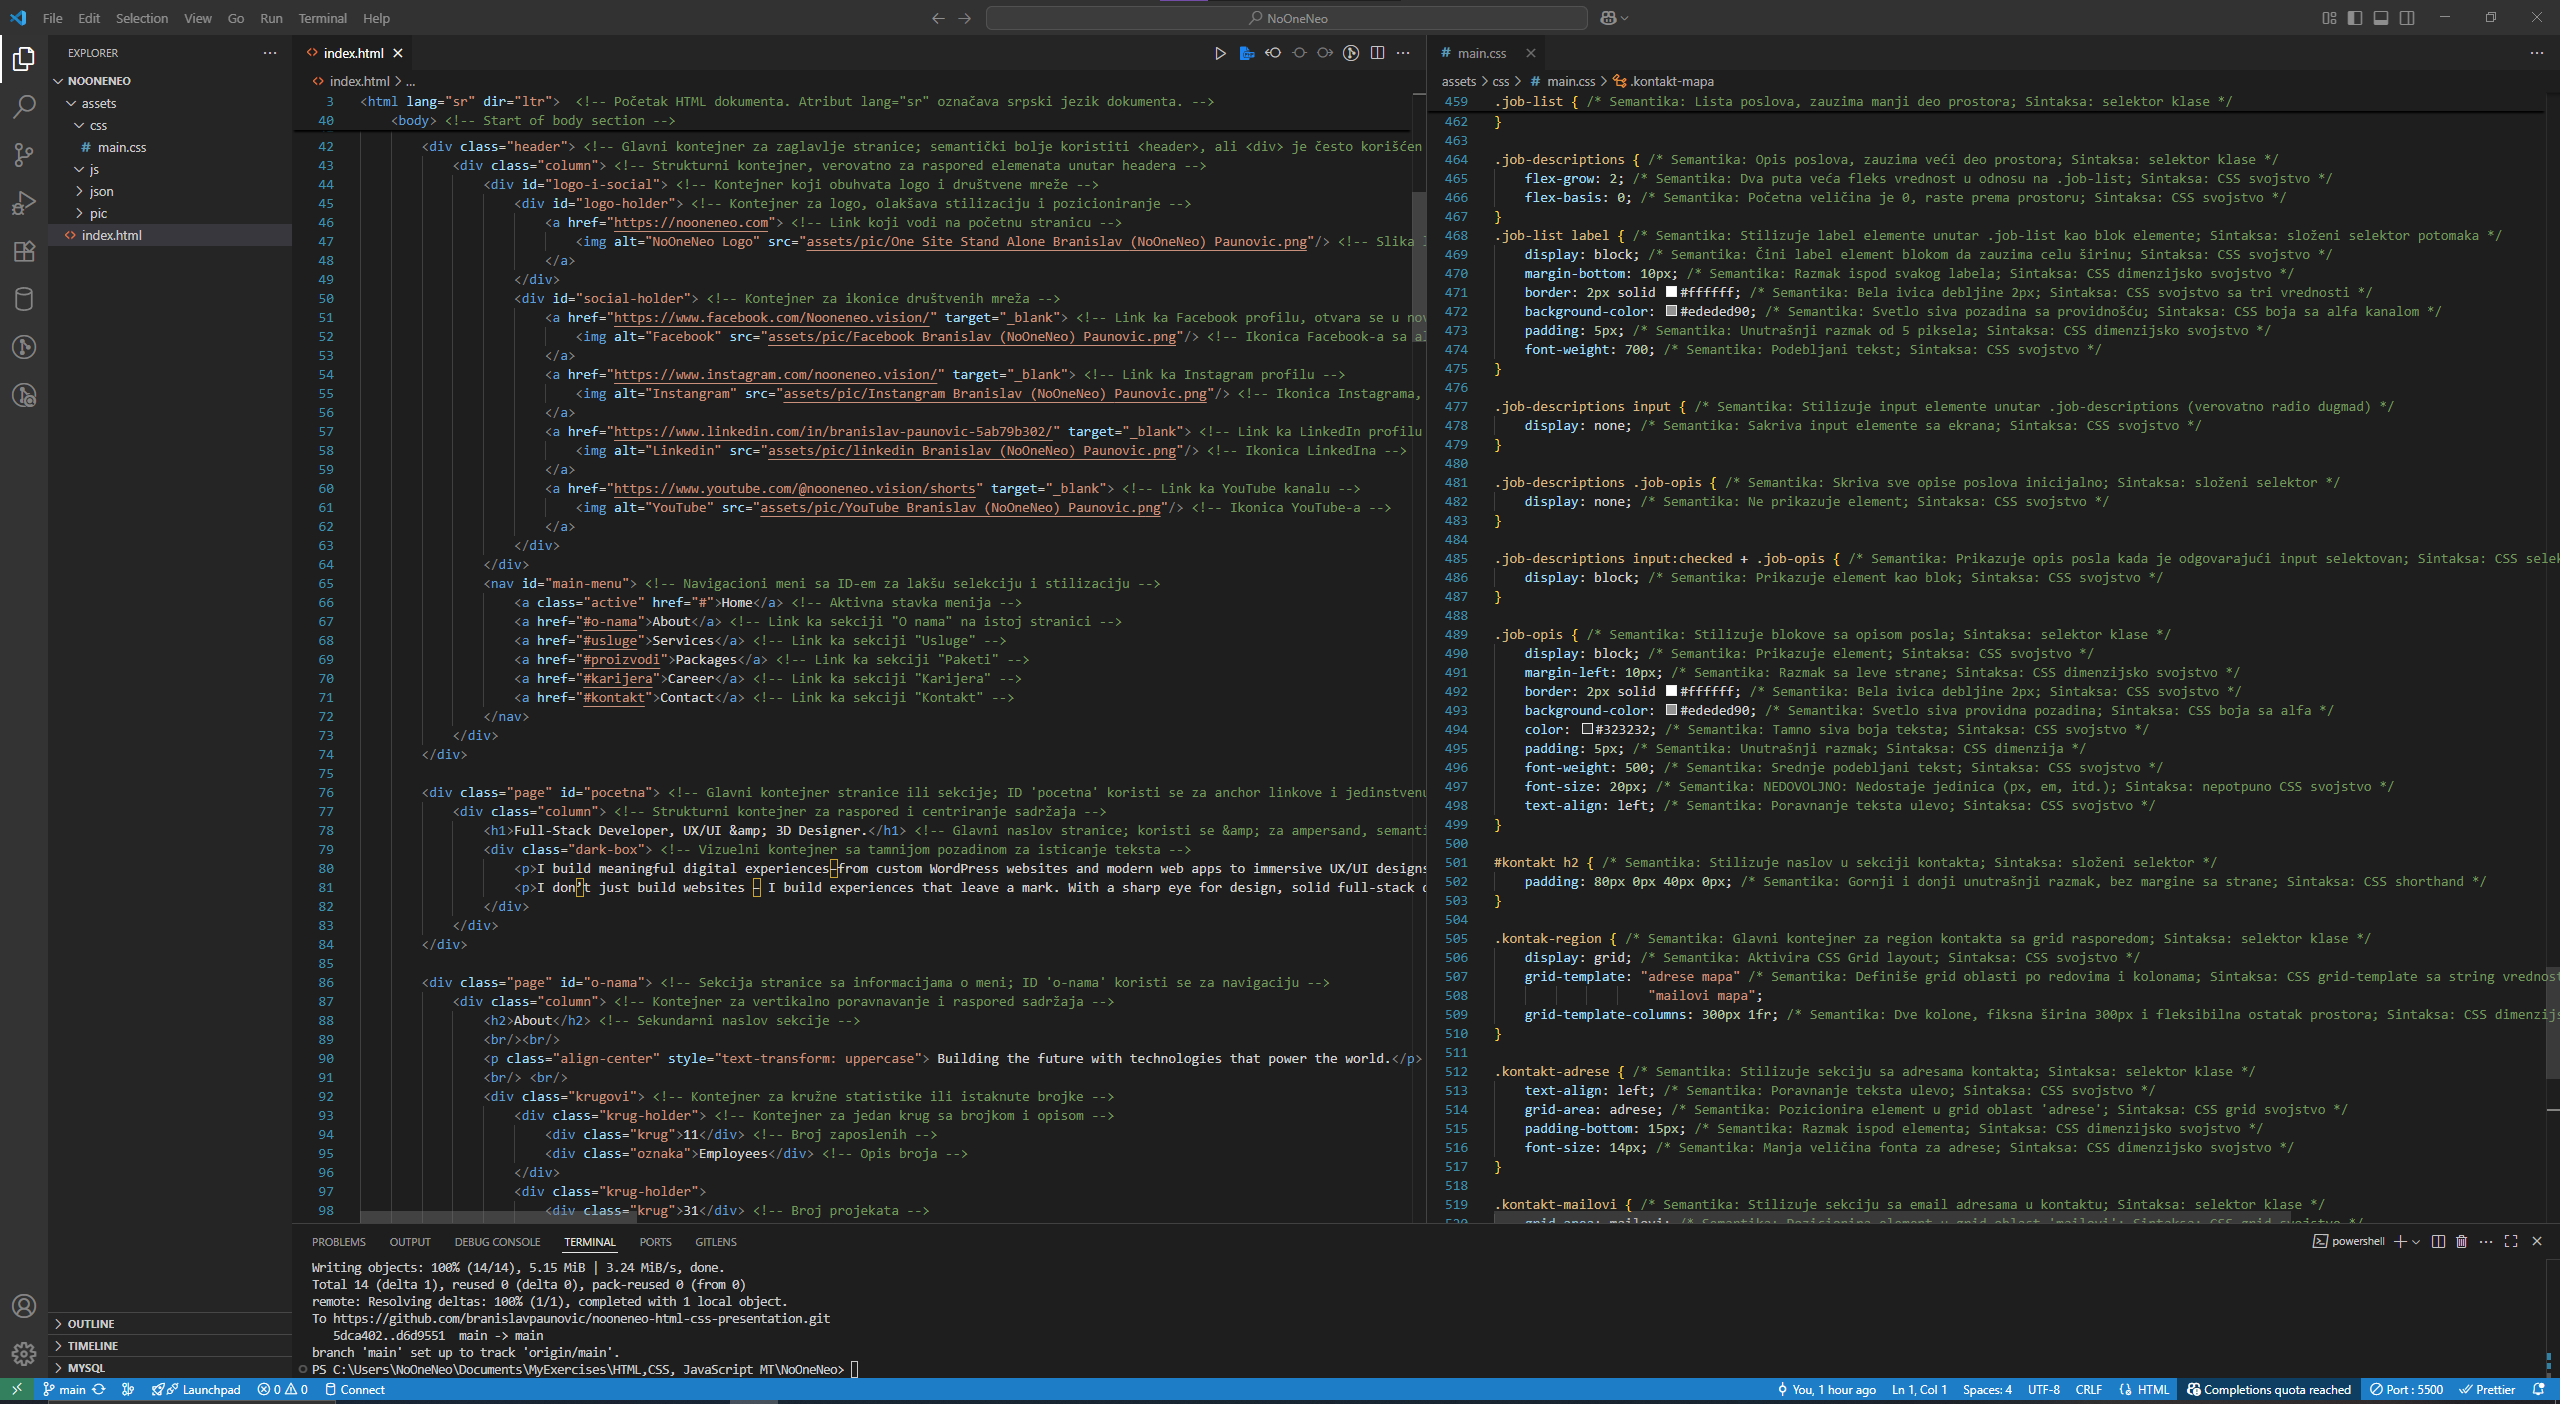 File Edit Selection View Go Run Terminal Help
NoOneNeo
EXPLORER
NOONENEO
assets
css
# main.css
js
json
pic
index.html
OUTLINE
TIMELINE
MYSQL
index.html
index.html > ...
3 <html lang="sr" dir="ltr"> <!-- Početak HTML dokumenta. Atribut lang="sr" označava srpski jezik dokumenta. -->
40 <body> <!-- Start of body section -->
42 <div class="header"> <!-- Glavni kontejner za zaglavlje stranice; semantički bolje koristiti <header>, ali <div> je često korišćen
43 <div class="column"> <!-- Strukturni kontejner, verovatno za raspored elemenata unutar headera -->
44 <div id="logo-i-social"> <!-- Kontejner koji obuhvata logo i društvene mreže -->
45 <div id="logo-holder"> <!-- Kontejner za logo, olakšava stilizaciju i pozicioniranje -->
46 <a href="https://nooneneo.com"> <!-- Link koji vodi na početnu stranicu -->
47 <img alt="NoOneNeo Logo" src="assets/pic/One Site Stand Alone Branislav (NoOneNeo) Paunovic.png"/> <!-- Slika
48 </a>
49 </div>
50 <div id="social-holder"> <!-- Kontejner za ikonice društvenih mreža -->
51 <a href="https://www.facebook.com/Nooneneo.vision/" target="_blank"> <!-- Link ka Facebook profilu, otvara se u nov
52 <img alt="Facebook" src="assets/pic/Facebook Branislav (NoOneNeo) Paunovic.png"/> <!-- Ikonica Facebook-a sa al
53 </a>
54 <a href="https://www.instagram.com/nooneneo.vision/" target="_blank"> <!-- Link ka Instagram profilu -->
55 <img alt="Instangram" src="assets/pic/Instangram Branislav (NoOneNeo) Paunovic.png"/> <!-- Ikonica Instagrama,
56 </a>
57 <a href="https://www.linkedin.com/in/branislav-paunovic-5ab79b302/" target="_blank"> <!-- Link ka LinkedIn profilu
58 <img alt="Linkedin" src="assets/pic/linkedin Branislav (NoOneNeo) Paunovic.png"/> <!-- Ikonica LinkedIna -->
59 </a>
60 <a href="https://www.youtube.com/@nooneneo.vision/shorts" target="_blank"> <!-- Link ka YouTube kanalu -->
61 <img alt="YouTube" src="assets/pic/YouTube Branislav (NoOneNeo) Paunovic.png"/> <!-- Ikonica YouTube-a -->
62 </a>
63 </div>
64 </div>
65 <nav id="main-menu"> <!-- Navigacioni meni sa ID-em za lakšu selekciju i stilizaciju -->
66 <a class="active" href="#">Home</a> <!-- Aktivna stavka menija -->
67 <a href="#o-nama">About</a> <!-- Link ka sekciji "O nama" na istoj stranici -->
68 <a href="#usluge">Services</a> <!-- Link ka sekciji "Usluge" -->
69 <a href="#proizvodi">Packages</a> <!-- Link ka sekciji "Paketi" -->
70 <a href="#karijera">Career</a> <!-- Link ka sekciji "Karijera" -->
71 <a href="#kontakt">Contact</a> <!-- Link ka sekciji "Kontakt" -->
72 </nav>
73 </div>
74 </div>
75
76 <div class="page" id="pocetna"> <!-- Glavni kontejner stranice ili sekcije; ID 'pocetna' koristi se za anchor linkove i jedinstvenu
77 <div class="column"> <!-- Strukturni kontejner za raspored i centriranje sadržaja -->
78 <h1>Full-Stack Developer, UX/UI &amp; 3D Designer.</h1> <!-- Glavni naslov stranice; koristi se &amp; za ampersand, semanti
79 <div class="dark-box"> <!-- Vizuelni kontejner sa tamnijom pozadinom za isticanje teksta -->
80 <p>I build meaningful digital experiences—from custom WordPress websites and modern web apps to immersive UX/UI designs
81 <p>I don’t just build websites – I build experiences that leave a mark. With a sharp eye for design, solid full-stack d
82 </div>
83 </div>
84 </div>
85
86 <div class="page" id="o-nama"> <!-- Sekcija stranice sa informacijama o meni; ID 'o-nama' koristi se za navigaciju -->
87 <div class="column"> <!-- Kontejner za vertikalno poravnavanje i raspored sadržaja -->
88 <h2>About</h2> <!-- Sekundarni naslov sekcije -->
89 <br/><br/>
90 <p class="align-center" style="text-transform: uppercase"> Building the future with technologies that power the world.</p>
91 <br/> <br/>
92 <div class="krugovi"> <!-- Kontejner za kružne statistike ili istaknute brojke -->
93 <div class="krug-holder"> <!-- Kontejner za jedan krug sa brojkom i opisom -->
94 <div class="krug">11</div> <!-- Broj zaposlenih -->
95 <div class="oznaka">Employees</div> <!-- Opis broja -->
96 </div>
97 <div class="krug-holder">
98 <div class="krug">31</div> <!-- Broj projekata -->
# main.css
assets > css > # main.css > .kontakt-mapa
459 .job-list { /* Semantika: Lista poslova, zauzima manji deo prostora; Sintaksa: selektor klase */
462 }
463
464 .job-descriptions { /* Semantika: Opis poslova, zauzima veći deo prostora; Sintaksa: selektor klase */
465 flex-grow: 2; /* Semantika: Dva puta veća fleks vrednost u odnosu na .job-list; Sintaksa: CSS svojstvo */
466 flex-basis: 0; /* Semantika: Početna veličina je 0, raste prema prostoru; Sintaksa: CSS svojstvo */
467 }
468 .job-list label { /* Semantika: Stilizuje label elemente unutar .job-list kao blok elemente; Sintaksa: složeni selektor potomaka */
469 display: block; /* Semantika: Čini label element blokom da zauzima celu širinu; Sintaksa: CSS svojstvo */
470 margin-bottom: 10px; /* Semantika: Razmak ispod svakog labela; Sintaksa: CSS dimenzijsko svojstvo */
471 border: 2px solid #ffffff; /* Semantika: Bela ivica debljine 2px; Sintaksa: CSS svojstvo sa tri vrednosti */
472 background-color: #ededed90; /* Semantika: Svetlo siva pozadina sa providnošću; Sintaksa: CSS boja sa alfa kanalom */
473 padding: 5px; /* Semantika: Unutrašnji razmak od 5 piksela; Sintaksa: CSS dimenzijsko svojstvo */
474 font-weight: 700; /* Semantika: Podebljani tekst; Sintaksa: CSS svojstvo */
475 }
476
477 .job-descriptions input { /* Semantika: Stilizuje input elemente unutar .job-descriptions (verovatno radio dugmad) */
478 display: none; /* Semantika: Sakriva input elemente sa ekrana; Sintaksa: CSS svojstvo */
479 }
480
481 .job-descriptions .job-opis { /* Semantika: Skriva sve opise poslova inicijalno; Sintaksa: složeni selektor */
482 display: none; /* Semantika: Ne prikazuje element; Sintaksa: CSS svojstvo */
483 }
484
485 .job-descriptions input:checked + .job-opis { /* Semantika: Prikazuje opis posla kada je odgovarajući input selektovan; Sintaksa: CSS selek
486 display: block; /* Semantika: Prikazuje element kao blok; Sintaksa: CSS svojstvo */
487 }
488
489 .job-opis { /* Semantika: Stilizuje blokove sa opisom posla; Sintaksa: selektor klase */
490 display: block; /* Semantika: Prikazuje element; Sintaksa: CSS svojstvo */
491 margin-left: 10px; /* Semantika: Razmak sa leve strane; Sintaksa: CSS dimenzijsko svojstvo */
492 border: 2px solid #ffffff; /* Semantika: Bela ivica debljine 2px; Sintaksa: CSS svojstvo */
493 background-color: #ededed90; /* Semantika: Svetlo siva providna pozadina; Sintaksa: CSS boja sa alfa */
494 color: #323232; /* Semantika: Tamno siva boja teksta; Sintaksa: CSS svojstvo */
495 padding: 5px; /* Semantika: Unutrašnji razmak; Sintaksa: CSS dimenzija */
496 font-weight: 500; /* Semantika: Srednje podebljani tekst; Sintaksa: CSS svojstvo */
497 font-size: 20px; /* Semantika: NEDOVOLJNO: Nedostaje jedinica (px, em, itd.); Sintaksa: nepotpuno CSS svojstvo */
498 text-align: left; /* Semantika: Poravnanje teksta ulevo; Sintaksa: CSS svojstvo */
499 }
500
501 #kontakt h2 { /* Semantika: Stilizuje naslov u sekciji kontakta; Sintaksa: složeni selektor */
502 padding: 80px 0px 40px 0px; /* Semantika: Gornji i donji unutrašnji razmak, bez margine sa strane; Sintaksa: CSS shorthand */
503 }
504
505 .kontak-region { /* Semantika: Glavni kontejner za region kontakta sa grid rasporedom; Sintaksa: selektor klase */
506 display: grid; /* Semantika: Aktivira CSS Grid layout; Sintaksa: CSS svojstvo */
507 grid-template: "adrese mapa" /* Semantika: Definiše grid oblasti po redovima i kolonama; Sintaksa: CSS grid-template sa string vrednost
508 "mailovi mapa";
509 grid-template-columns: 300px 1fr; /* Semantika: Dve kolone, fiksna širina 300px i fleksibilna ostatak prostora; Sintaksa: CSS dimenzijs
510 }
511
512 .kontakt-adrese { /* Semantika: Stilizuje sekciju sa adresama kontakta; Sintaksa: selektor klase */
513 text-align: left; /* Semantika: Poravnanje teksta ulevo; Sintaksa: CSS svojstvo */
514 grid-area: adrese; /* Semantika: Pozicionira element u grid oblast 'adrese'; Sintaksa: CSS grid svojstvo */
515 padding-bottom: 15px; /* Semantika: Razmak ispod elementa; Sintaksa: CSS dimenzijsko svojstvo */
516 font-size: 14px; /* Semantika: Manja veličina fonta za adrese; Sintaksa: CSS dimenzijsko svojstvo */
517 }
518
519 .kontakt-mailovi { /* Semantika: Stilizuje sekciju sa email adresama u kontaktu; Sintaksa: selektor klase */
520 grid-area: mailovi; /* Semantika: Pozicionira element u grid oblast 'mailovi'; Sintaksa: CSS grid svojstvo */
PROBLEMS OUTPUT DEBUG CONSOLE TERMINAL PORTS GITLENS
powershell
Writing objects: 100% (14/14), 5.15 MiB | 3.24 MiB/s, done.
Total 14 (delta 1), reused 0 (delta 0), pack-reused 0 (from 0)
remote: Resolving deltas: 100% (1/1), completed with 1 local object.
To https://github.com/branislavpaunovic/nooneneo-html-css-presentation.git
5dca402..d6d9551 main -> main
branch 'main' set up to track 'origin/main'.
PS C:\Users\NoOneNeo\Documents\MyExercises\HTML,CSS, JavaScript MT\NoOneNeo>
main Launchpad 0 0 Connect You, 1 hour ago Ln 1, Col 1 Spaces: 4 UTF-8 CRLF HTML Completions quota reached Port : 5500 Prettier